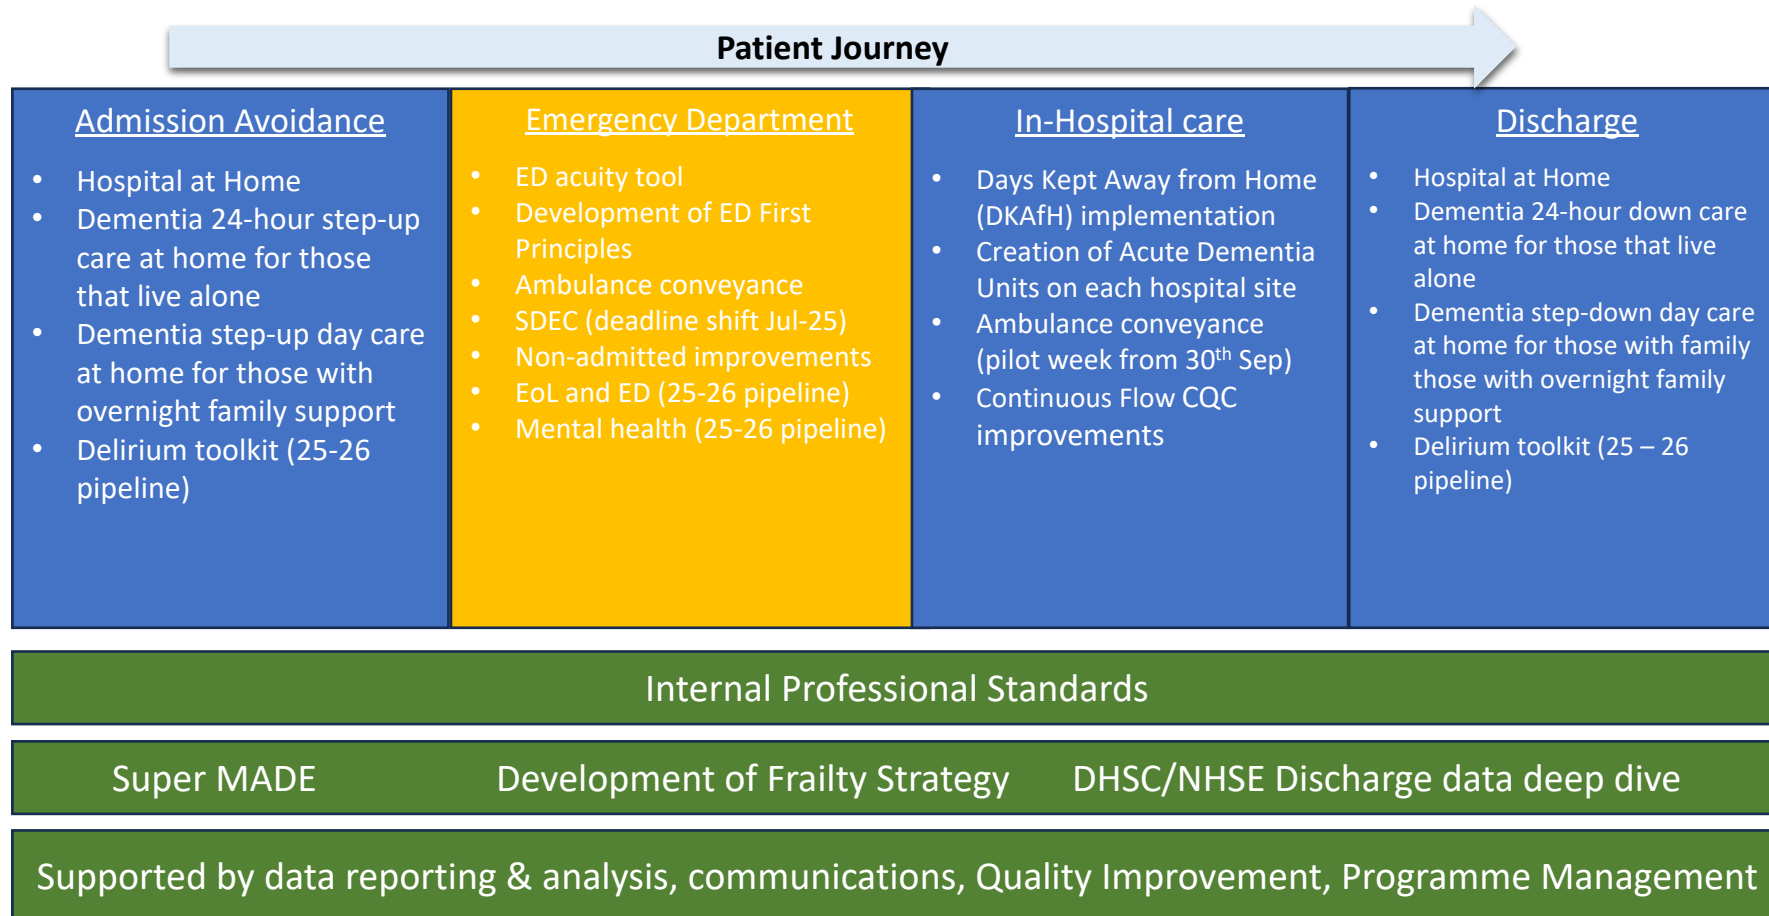 Patient Journey
Admission Avoidance
• Hospital at Home
• Dementia 24-hour step-up
care at home for those
that live alone
• Dementia step-up day care
at home for those with
overnight family support
• Delirium toolkit (25-26
pipeline)
Emergency Department
• ED acuity tool
• Development of ED First
Principles
• Ambulance conveyance
• SDEC (deadline shift Jul-25)
• Non-admitted improvements
• EoL and ED (25-26 pipeline)
• Mental health (25-26 pipeline)
In-Hospital care
• Days Kept Away from Home
(DKAfH) implementation
• Creation of Acute Dementia
Units on each hospital site
• Ambulance conveyance
(pilot week from 30th Sep)
• Continuous Flow CQC
improvements
Discharge
• Hospital at Home
• Dementia 24-hour down care
at home for those that live
alone
• Dementia step-down day care
at home for those with family
those with overnight family
support
• Delirium toolkit (25 – 26
pipeline)
Internal Professional Standards
Super MADE Development of Frailty Strategy DHSC/NHSE Discharge data deep dive
Supported by data reporting & analysis, communications, Quality Improvement, Programme Management